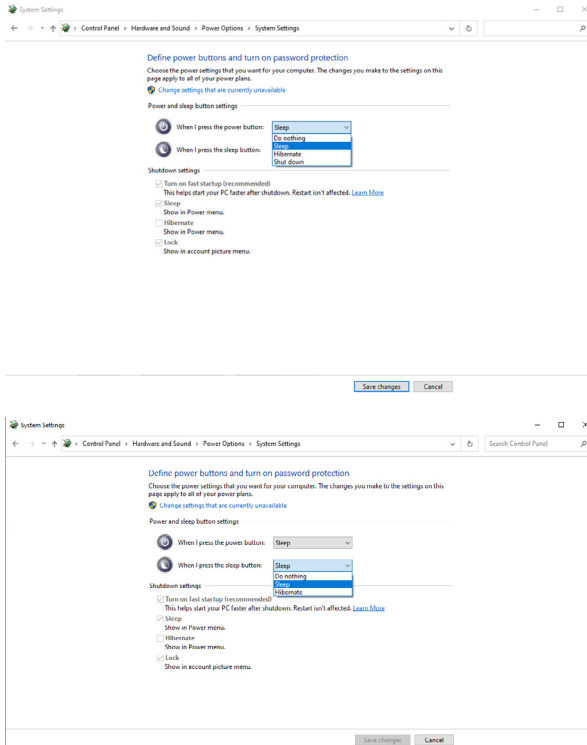 System Settings
Control Panel › Hardware and Sound › Power Options › System Settings
Define power buttons and turn on password protection
Choose the power settings that you want for your computer. The changes you make to the settings on this
page apply to all of your power plans.
Change settings that are currently unavailable
Power and sleep button settings
When I press the power button: Sleep
Do nothing
Sleep
Hibernate
Shut down
When I press the sleep button:
Shutdown settings
Turn on fast startup (recommended)
This helps start your PC faster after shutdown. Restart isn't affected. Learn More
Sleep
Show in Power menu.
Hibernate
Show in Power menu.
Lock
Show in account picture menu.
Save changes Cancel
System Settings
Control Panel › Hardware and Sound › Power Options › System Settings Search Control Panel
Define power buttons and turn on password protection
Choose the power settings that you want for your computer. The changes you make to the settings on this
page apply to all of your power plans.
Change settings that are currently unavailable
Power and sleep button settings
When I press the power button: Sleep
When I press the sleep button: Sleep
Do nothing
Sleep
Hibernate
Shutdown settings
Turn on fast startup (recommended)
This helps start your PC faster after shutdown. Restart isn't affected. Learn More
Sleep
Show in Power menu.
Hibernate
Show in Power menu.
Lock
Show in account picture menu.
Save changes Cancel